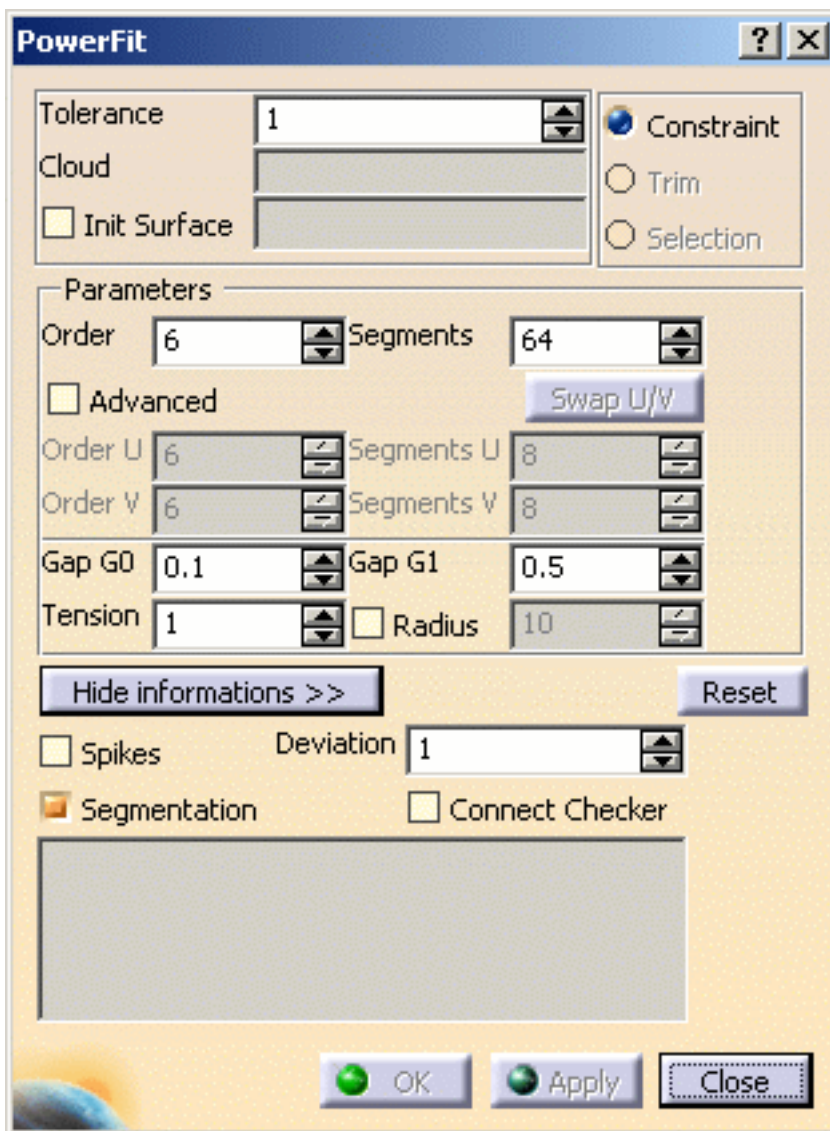 PowerFit
Tolerance 1 Constraint
Cloud Trim
Init Surface Selection
Parameters
Order 6 Segments 64
Advanced Swap U/V
Order U 6 Segments U 8
Order V 6 Segments V 8
Gap G0 0.1 Gap G1 0.5
Tension 1 Radius 10
Hide informations >> Reset
Spikes Deviation 1
Segmentation Connect Checker
OK Apply Close